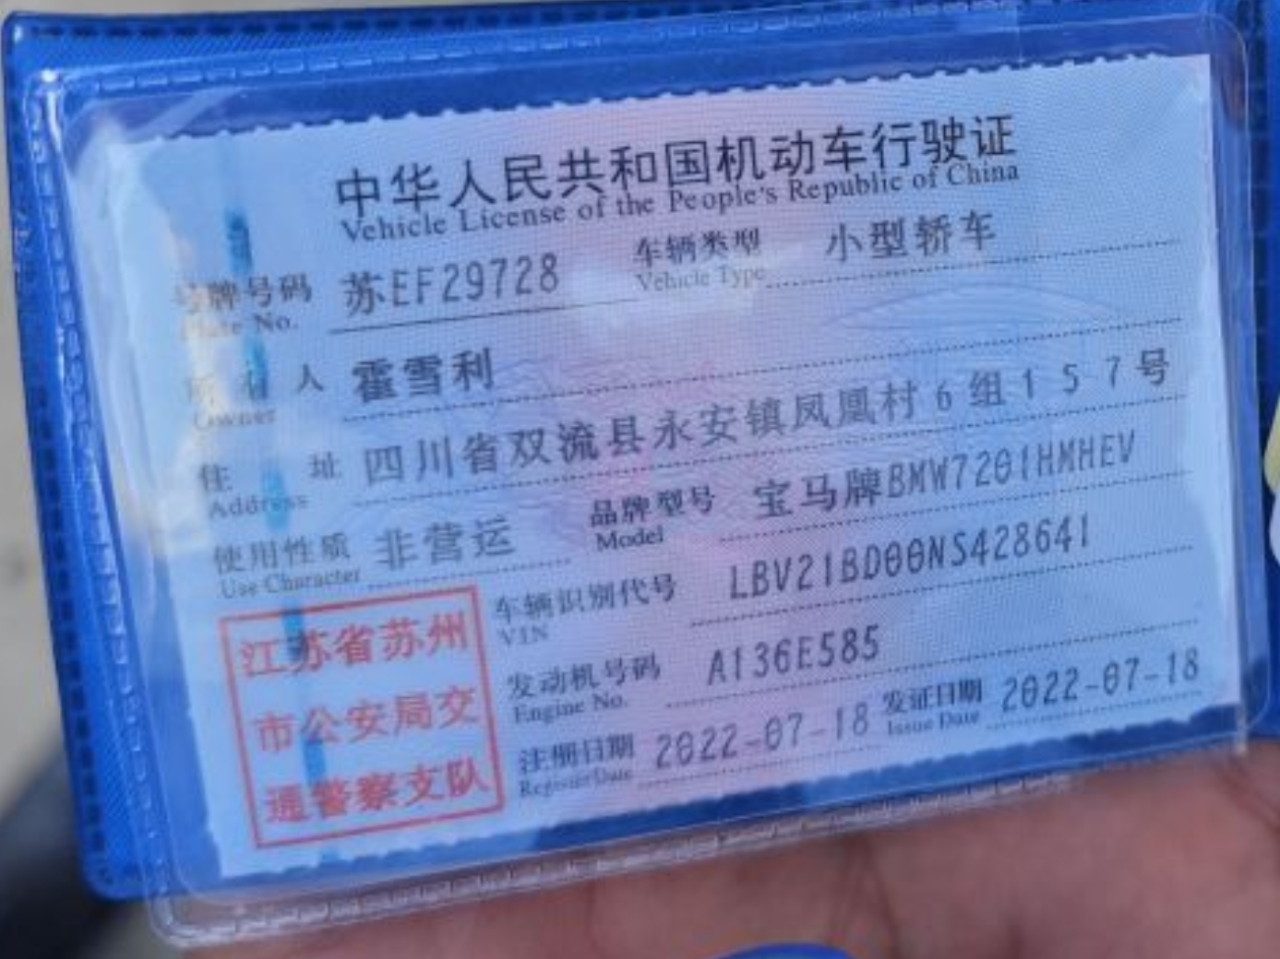 中华人民共和国机动车行驶证
Vehicle License of the People's Republic of China
号牌号码 苏EF29728 车辆类型 小型轿车
Plate No. Vehicle Type
所有人 霍雪利
Owner
住址 四川省双流县永安镇凤凰村6组157号
Address
使用性质 非营运 品牌型号 宝马牌BMW7201HMHEV
Use Character Model
车辆识别代号 LBV21BD00NS428641
VIN
发动机号码 A136E585
Engine No.
注册日期 2022-07-18 发证日期 2022-07-18
Register Date Issue Date
江苏省苏州
市公安局交
通警察支队